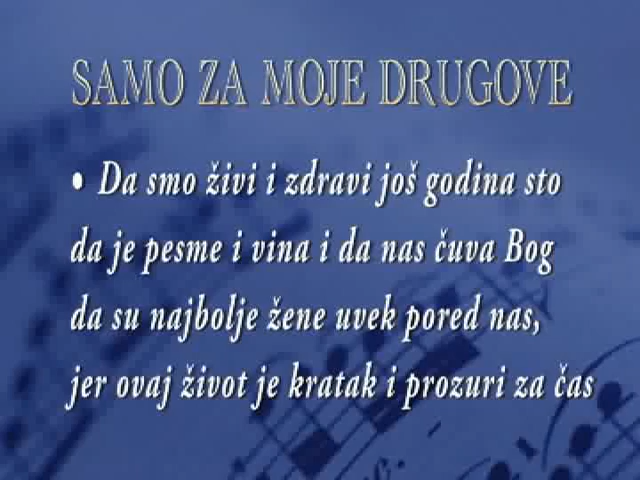 SAMO ZA MOJE DRUGOVE
• Da smo živi i zdravi još godina sto
da je pesme i vina i da nas čuva Bog
da su najbolje žene uvek pored nas,
jer ovaj život je kratak i prozuri za čas